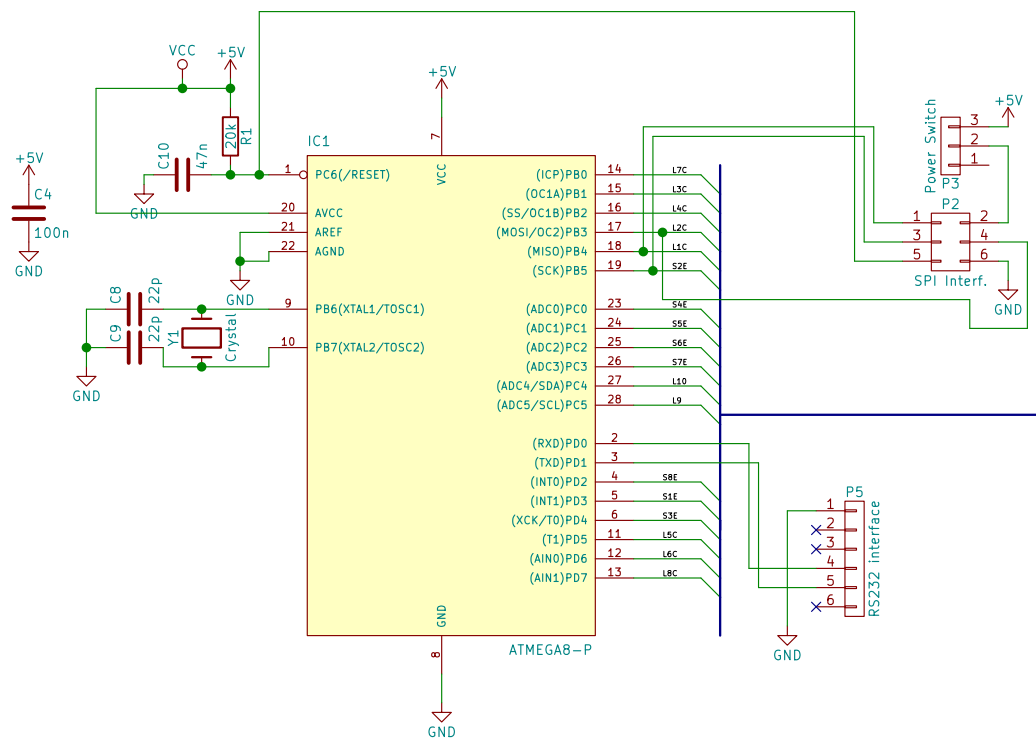 VCC
+5V
+5V
+5V
Power Switch
3
2
1
P3
R1
20k
C10
47n
IC1
7
VCC
+5V
C4
100n
GND
GND
1
PC6(/RESET)
20
AVCC
21
AREF
22
AGND
GND
C8
22p
C9
22p
Y1
Crystal
GND
9
PB6(XTAL1/TOSC1)
10
PB7(XTAL2/TOSC2)
(ICP)PB0 14 L7C
(OC1A)PB1 15 L3C
(SS/OC1B)PB2 16 L4C
(MOSI/OC2)PB3 17 L2C
(MISO)PB4 18 L1C
(SCK)PB5 19 S2E
(ADC0)PC0 23 S4E
(ADC1)PC1 24 S5E
(ADC2)PC2 25 S6E
(ADC3)PC3 26 S7E
(ADC4/SDA)PC4 27 L10
(ADC5/SCL)PC5 28 L9
(RXD)PD0 2
(TXD)PD1 3
(INT0)PD2 4 S8E
(INT1)PD3 5 S1E
(XCK/T0)PD4 6 S3E
(T1)PD5 11 L5C
(AIN0)PD6 12 L6C
(AIN1)PD7 13 L8C
P2
1 2
3 4
5 6
SPI Interf.
GND
P5
1
2
3
4
5
6
RS232 interface
GND
GND
8
ATMEGA8-P
GND